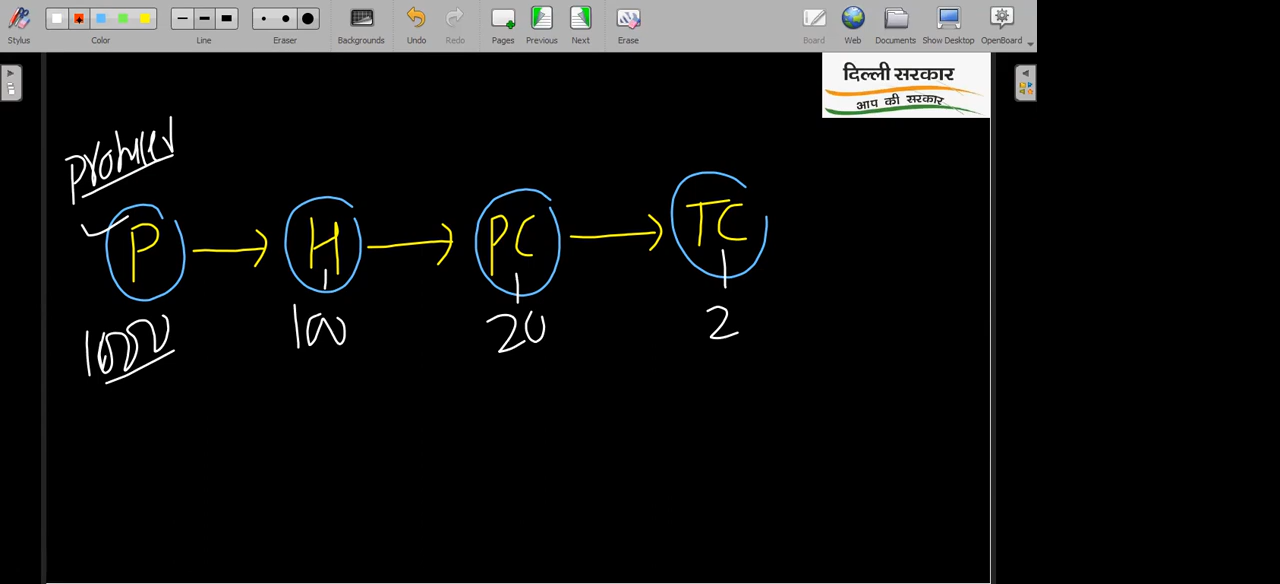 Stylus
Color
Line
Eraser
Backgrounds
Undo
Redo
Pages
Previous
Next
Erase
Board
Web
Documents
Show Desktop
OpenBoard
दिल्ली सरकार
आप की सरकार
Producer
P → H → PC → TC
1000 100 20 2